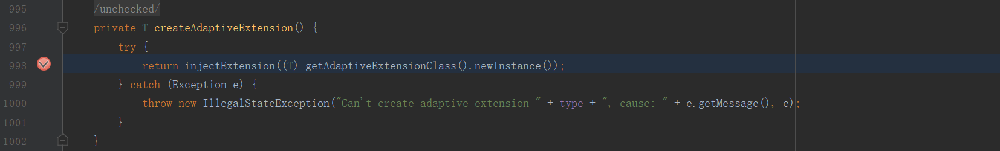 995 /unchecked/
996 private T createAdaptiveExtension() {
997 try {
998 return injectExtension((T) getAdaptiveExtensionClass().newInstance());
999 } catch (Exception e) {
1000 throw new IllegalStateException("Can't create adaptive extension " + type + ", cause: " + e.getMessage(), e);
1001 }
1002 }